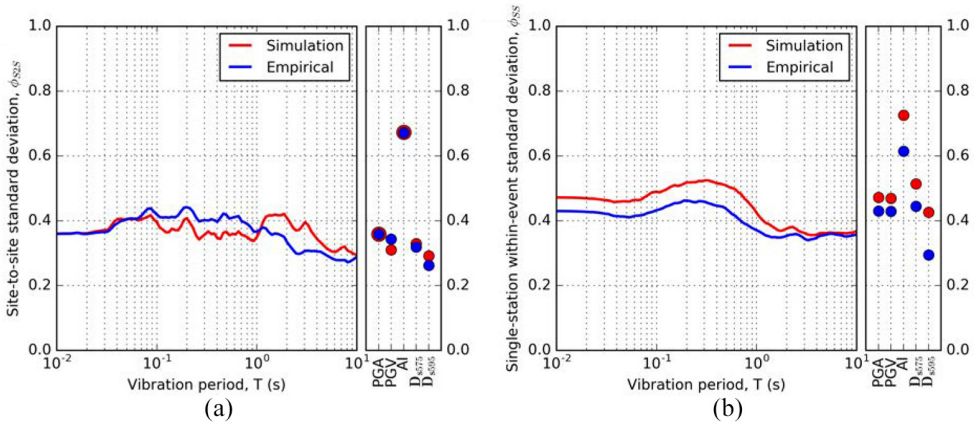 Site-to-site standard deviation, ϕS2S
1.0
0.8
0.6
0.4
0.2
0.0
Simulation
Empirical
10⁻² 10⁻¹ 10⁰ 10¹
Vibration period, T (s)
1.0
0.8
0.6
0.4
0.2
0.0
PGA
PGV
AI
Ds575
Ds595
(a)
Single-station within-event standard deviation, ϕSS
1.0
0.8
0.6
0.4
0.2
0.0
Simulation
Empirical
10⁻² 10⁻¹ 10⁰ 10¹
Vibration period, T (s)
1.0
0.8
0.6
0.4
0.2
0.0
PGA
PGV
AI
Ds575
Ds595
(b)